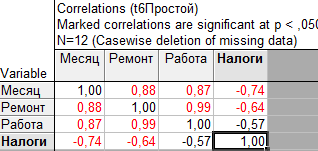 Correlations (t6Простой)
Marked correlations are significant at p < ,050
N=12 (Casewise deletion of missing data)
Variable Месяц Ремонт Работа Налоги
Месяц 1,00 0,88 0,87 -0,74
Ремонт 0,88 1,00 0,99 -0,64
Работа 0,87 0,99 1,00 -0,57
Налоги -0,74 -0,64 -0,57 1,00